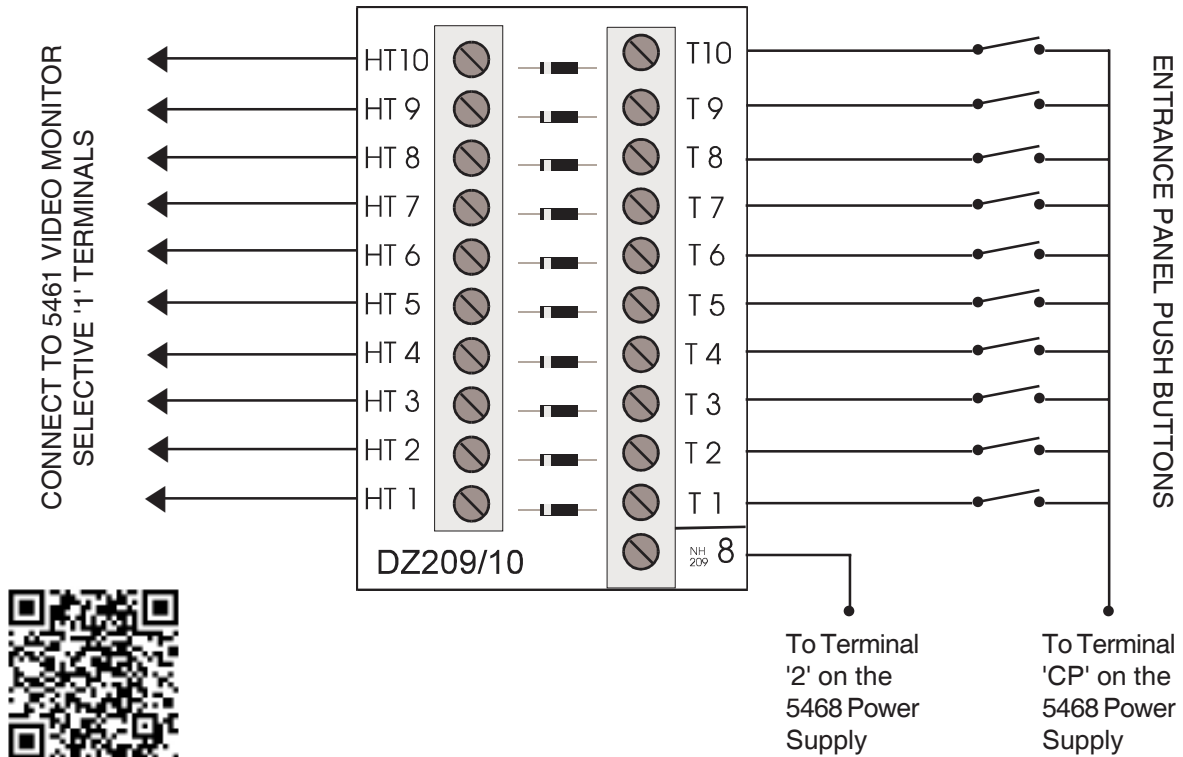 CONNECT TO 5461 VIDEO MONITOR
SELECTIVE '1' TERMINALS
HT10
HT 9
HT 8
HT 7
HT 6
HT 5
HT 4
HT 3
HT 2
HT 1
DZ209/10
T10
T 9
T 8
T 7
T 6
T 5
T 4
T 3
T 2
T 1
NH
209
8
ENTRANCE PANEL PUSH BUTTONS
To Terminal
'2' on the
5468 Power
Supply
To Terminal
'CP' on the
5468 Power
Supply